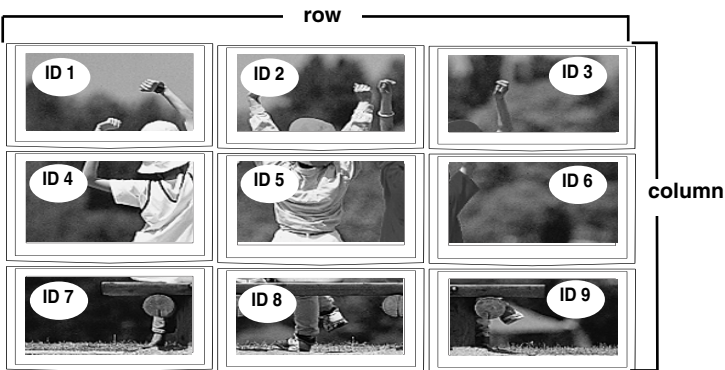 row
ID 1
ID 2
ID 3
ID 4
ID 5
ID 6
column
ID 7
ID 8
ID 9